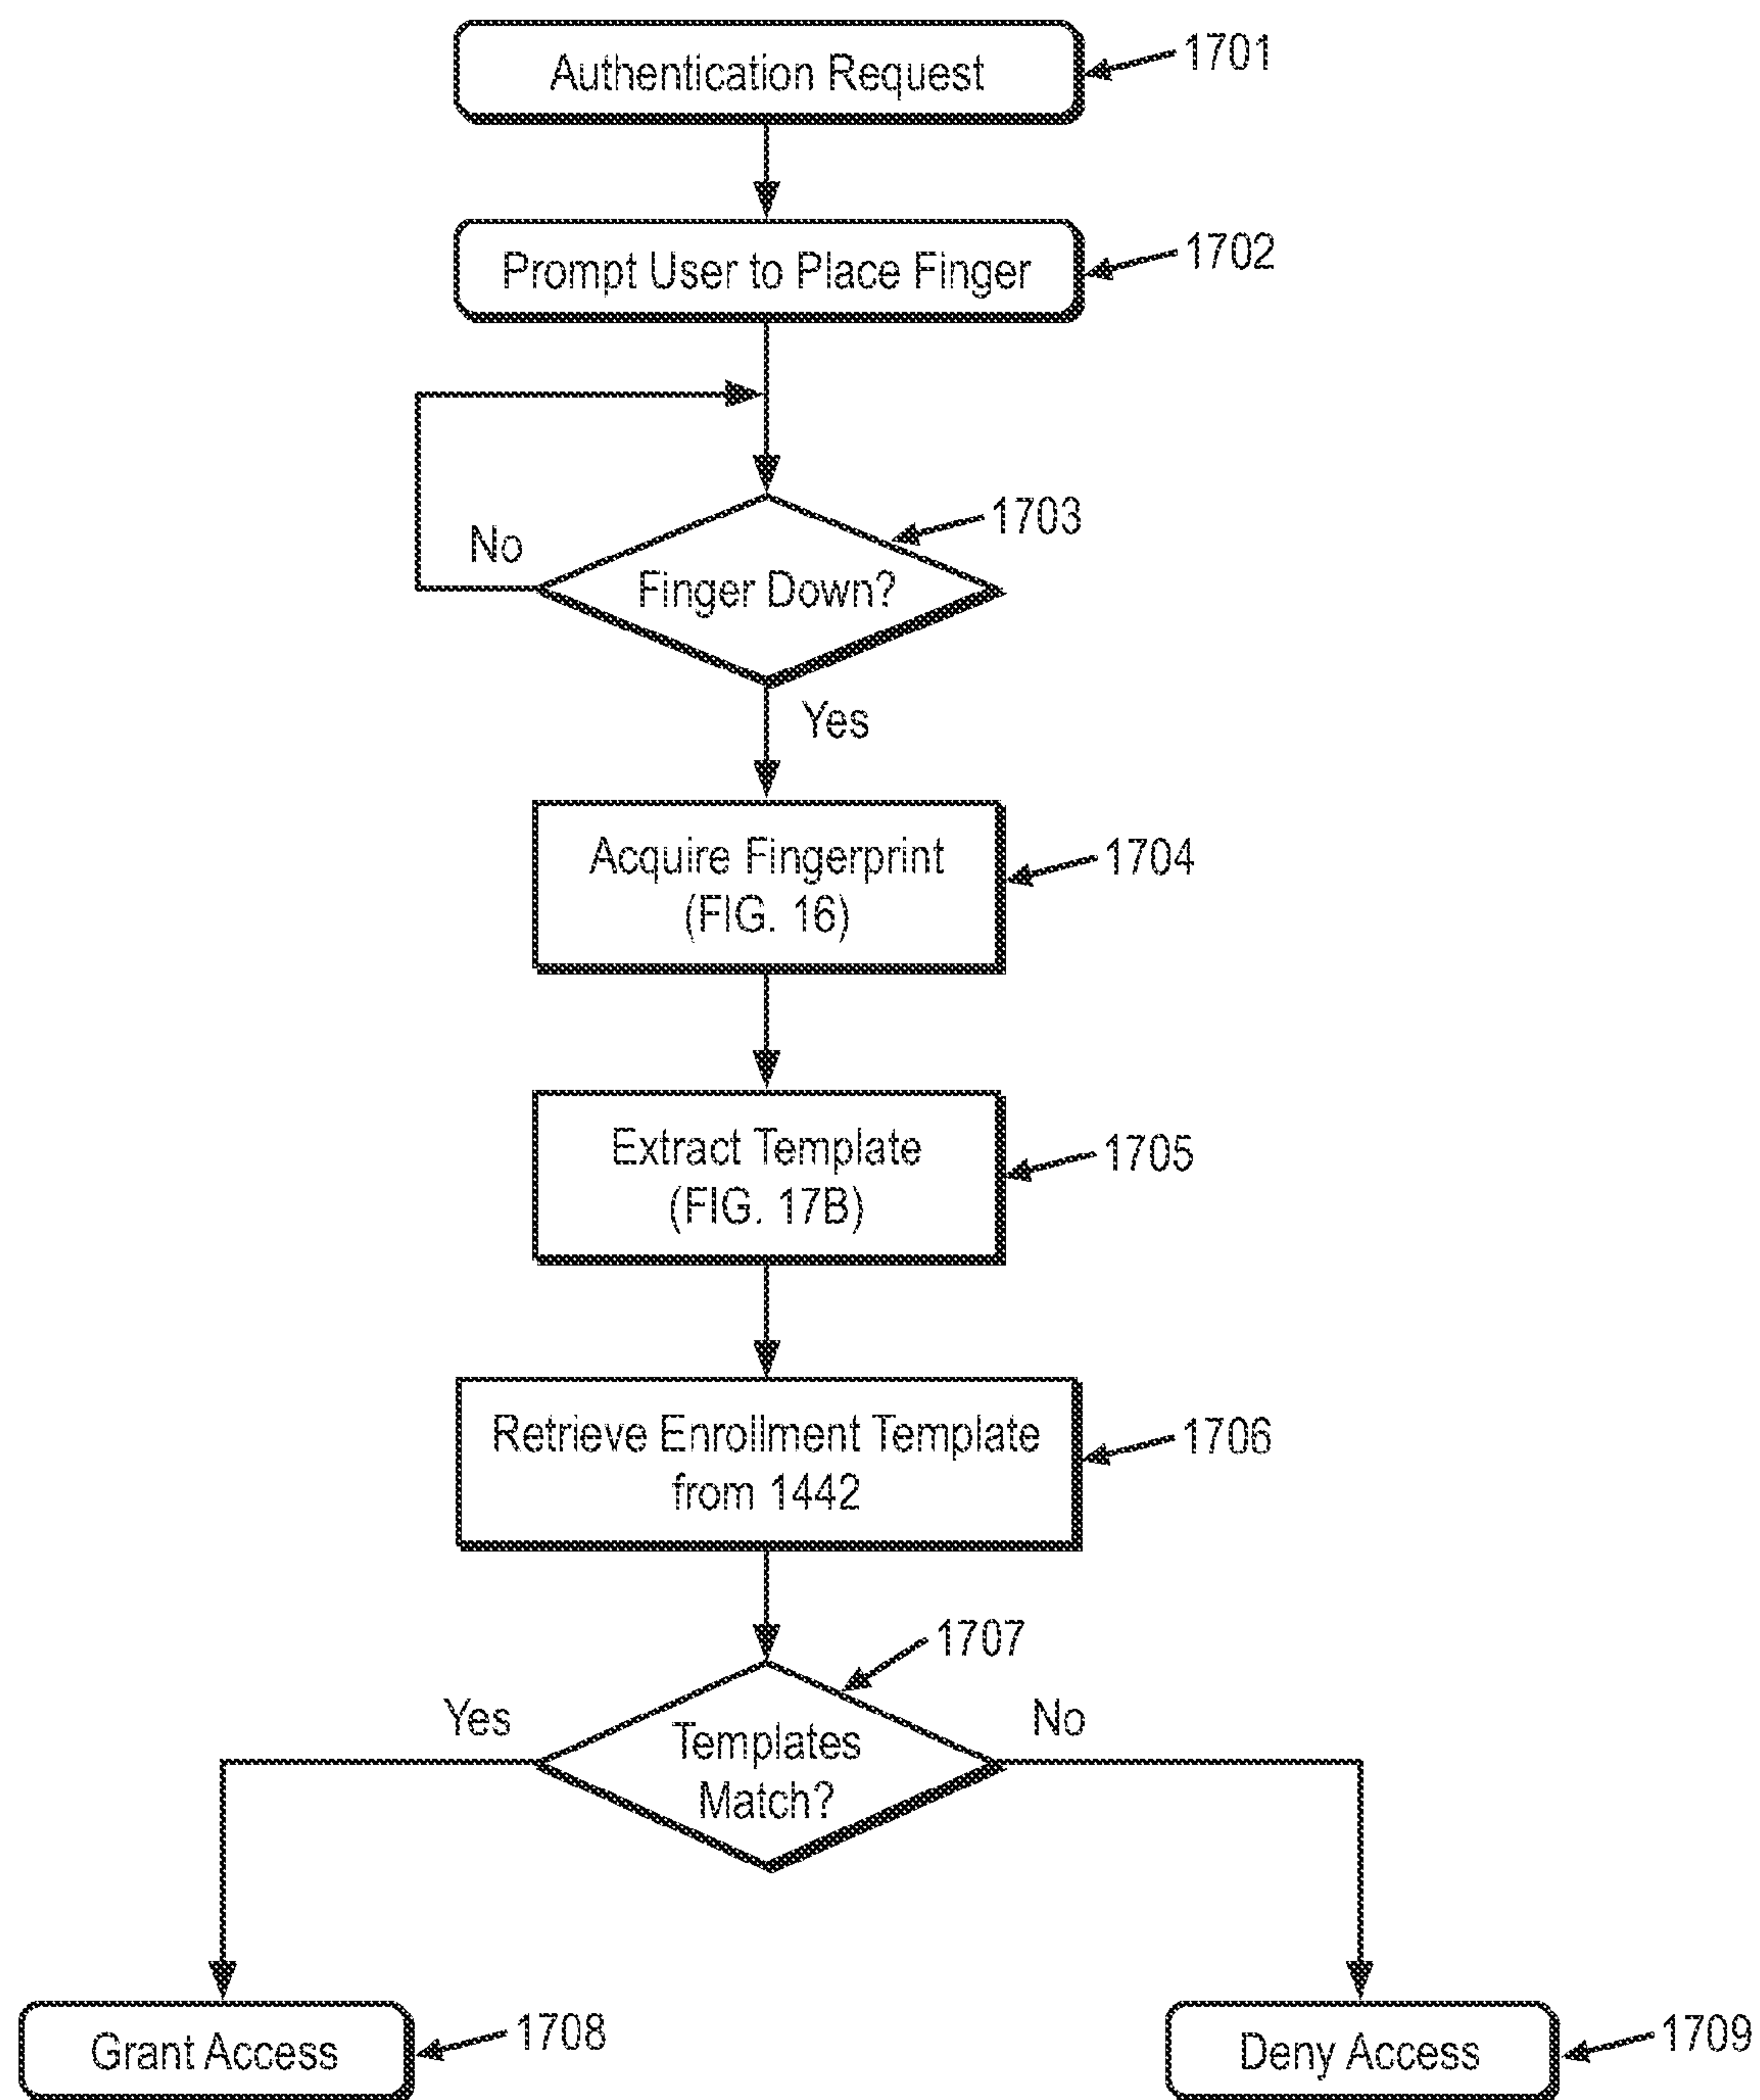 Authentication Request
1701
Prompt User to Place Finger
1702
1703
No
Finger Down?
Yes
Acquire Fingerprint
(FIG. 16)
1704
Extract Template
(FIG. 17B)
1705
Retrieve Enrollment Template
from 1442
1706
1707
Yes
No
Templates
Match?
Grant Access
1708
Deny Access
1709